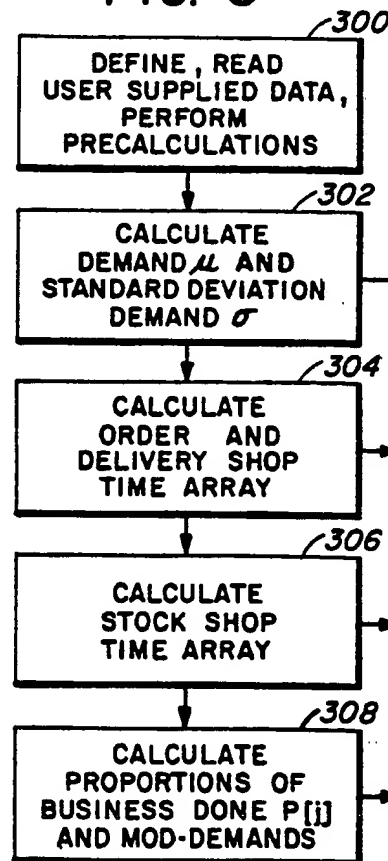 300
DEFINE, READ
USER SUPPLIED DATA,
PERFORM
PRECALCULATIONS
302
CALCULATE
DEMAND μ AND
STANDARD DEVIATION
DEMAND σ
304
CALCULATE
ORDER AND
DELIVERY SHOP
TIME ARRAY
306
CALCULATE
STOCK SHOP
TIME ARRAY
308
CALCULATE
PROPORTIONS OF
BUSINESS DONE P[j]
AND MOD-DEMANDS